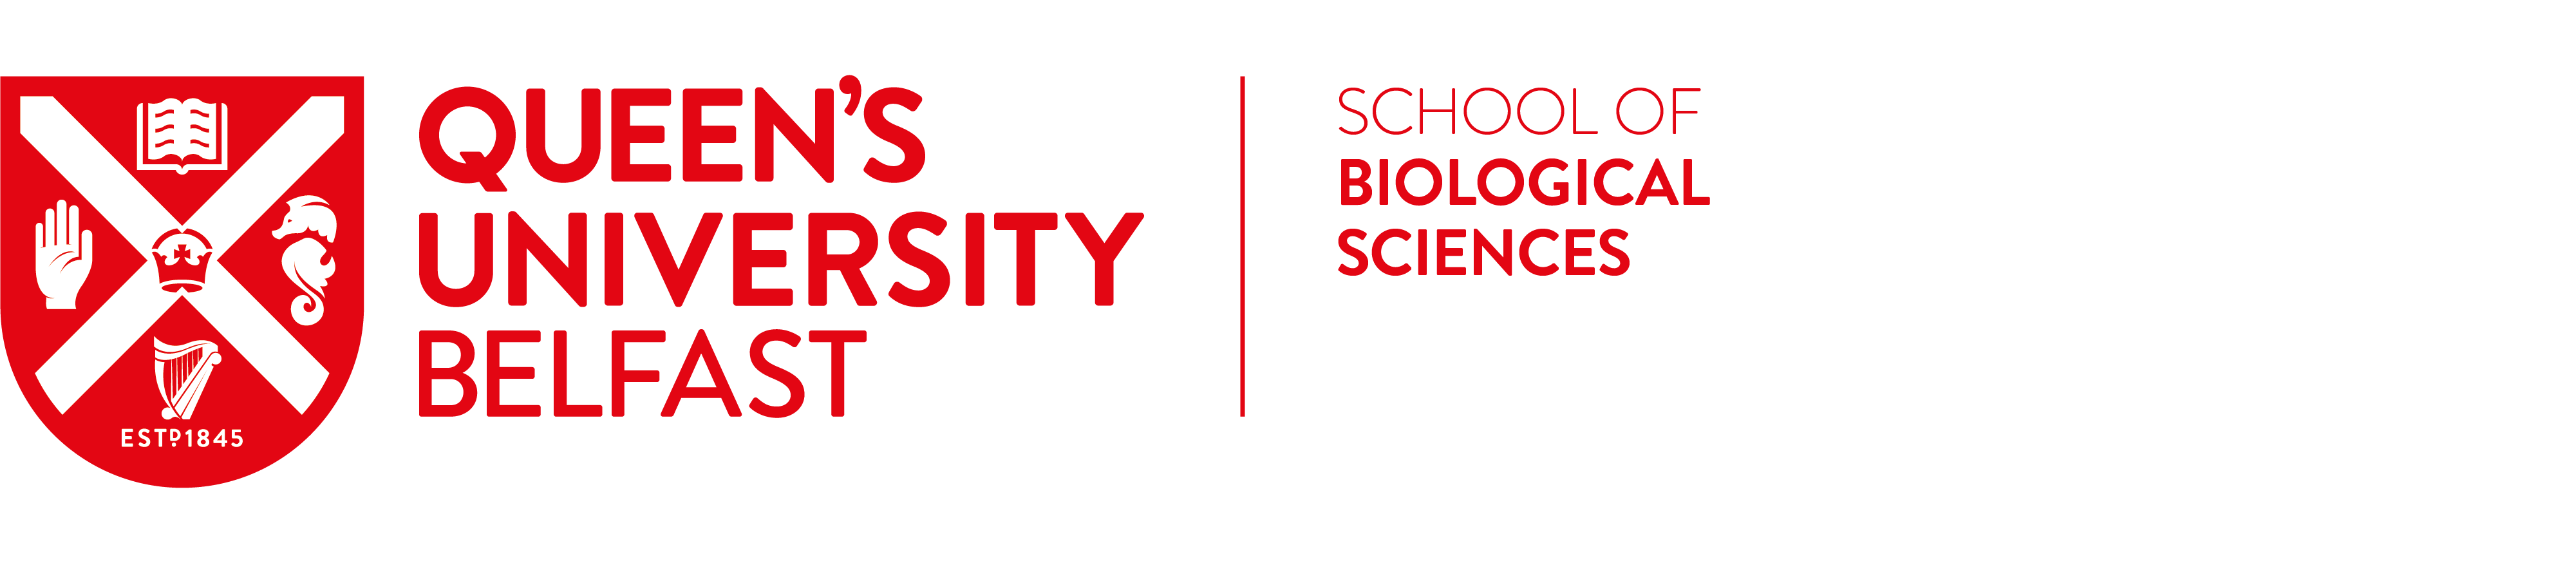 QUEEN'S
UNIVERSITY
BELFAST
ESTD 1845
SCHOOL OF
BIOLOGICAL
SCIENCES